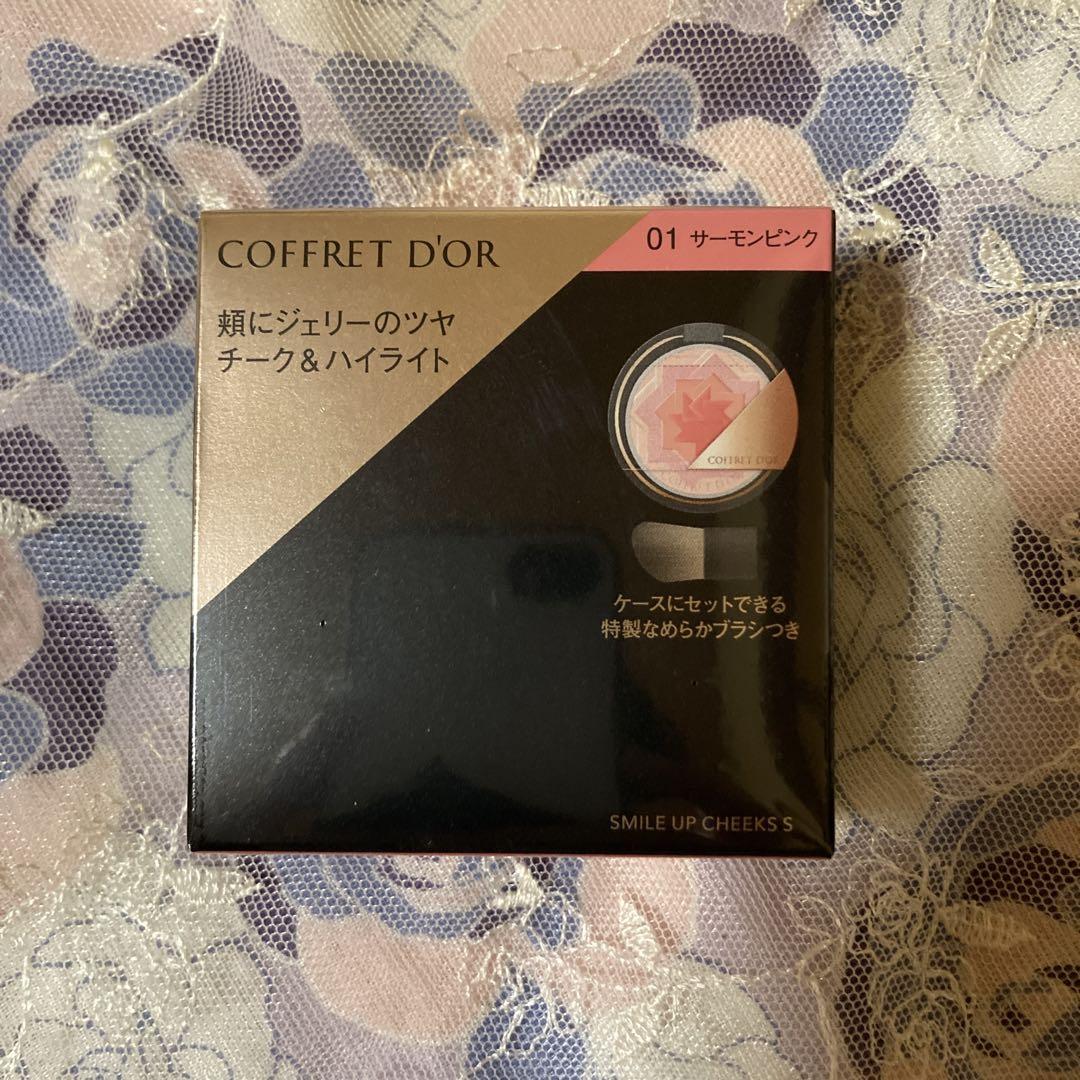 COFFRET D'OR
01 サーモンピンク
頬にジェリーのツヤ
チーク&ハイライト
COFFRET D'OR
COFFRET D'OR
ケースにセットできる
特製なめらかブラシつき
SMILE UP CHEEKS S